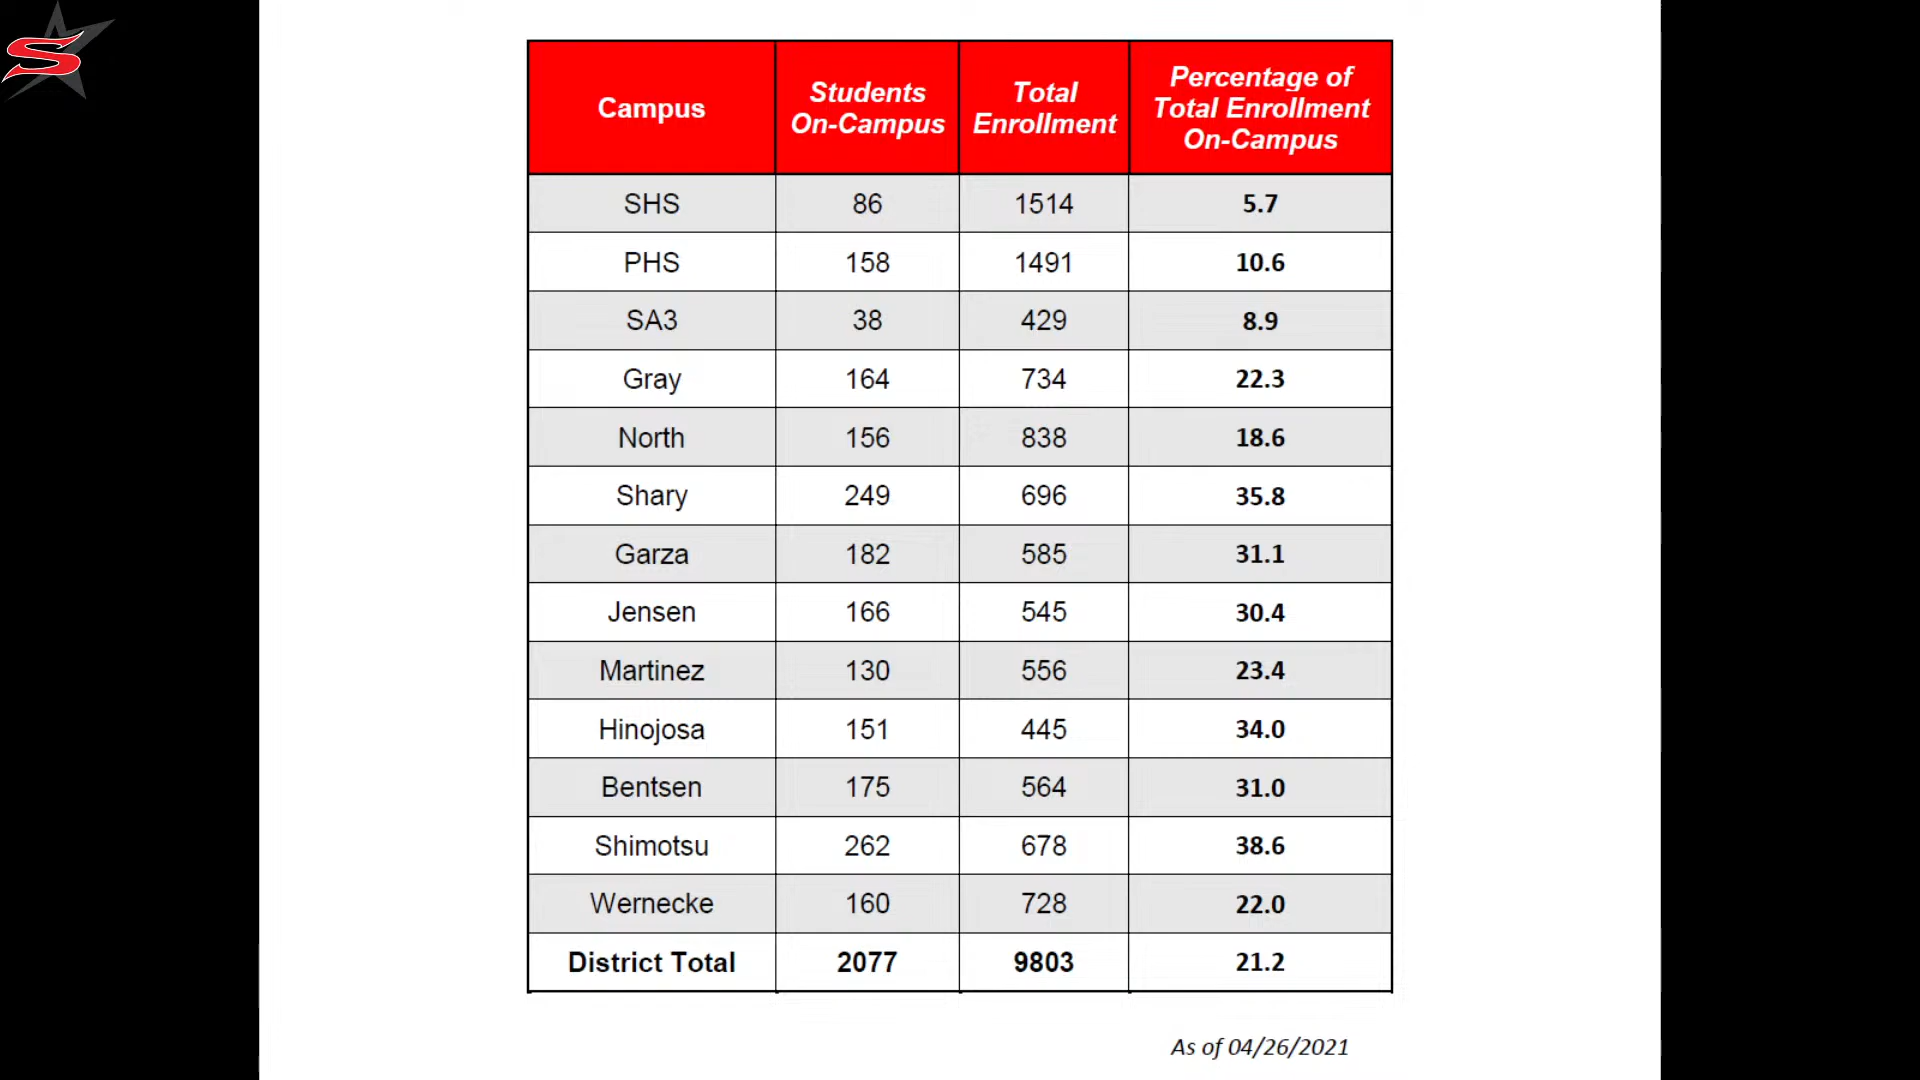 S
Campus Students On-Campus Total Enrollment Percentage of Total Enrollment On-Campus
SHS 86 1514 5.7
PHS 158 1491 10.6
SA3 38 429 8.9
Gray 164 734 22.3
North 156 838 18.6
Shary 249 696 35.8
Garza 182 585 31.1
Jensen 166 545 30.4
Martinez 130 556 23.4
Hinojosa 151 445 34.0
Bentsen 175 564 31.0
Shimotsu 262 678 38.6
Wernecke 160 728 22.0
District Total 2077 9803 21.2
As of 04/26/2021